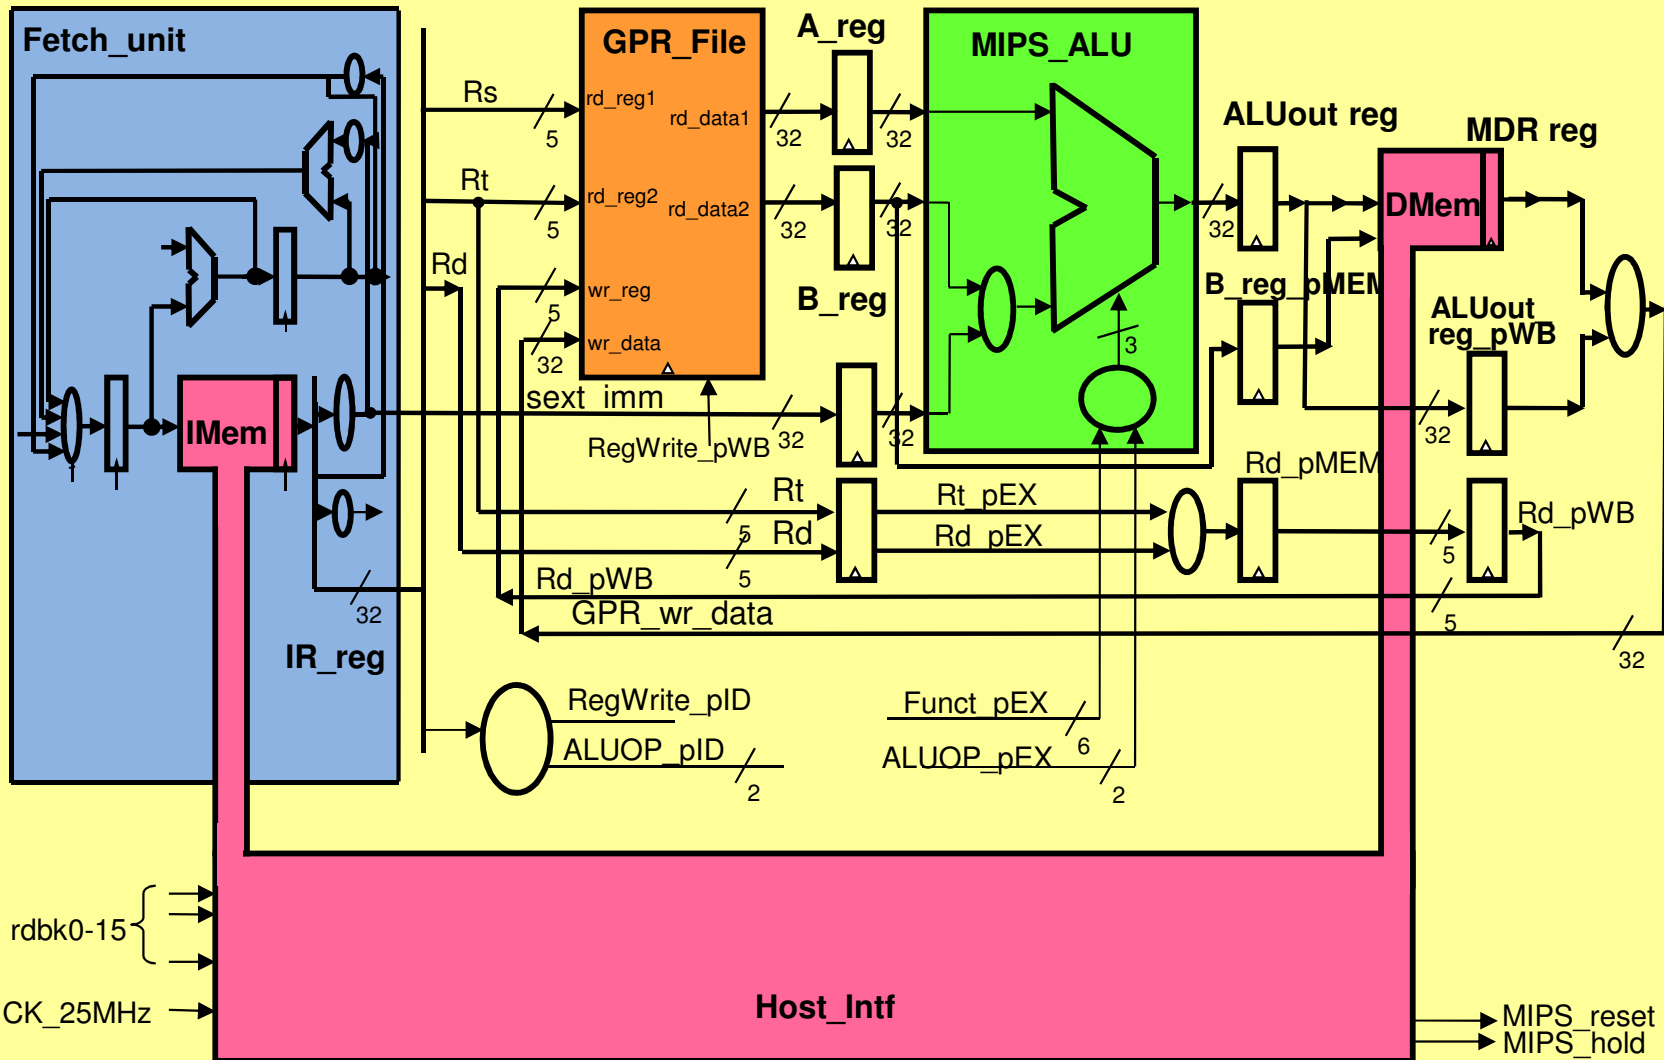 Fetch_unit
GPR_File
A_reg
MIPS_ALU
ALUout reg
MDR reg
Rs
rd_reg1
rd_data1
5
32
32
Rt
rd_reg2
rd_data2
DMem
5
32
32
32
Rd
wr_reg
B_reg
B_reg_pMEM
5
ALUout
reg_pWB
wr_data
32
3
sext_imm
IMem
RegWrite_pWB
32
32
32
Rd_pMEM
Rt
Rt_pEX
Rd_pWB
5
Rd
Rd_pEX
5
5
Rd_pWB
32
GPR_wr_data
5
32
IR_reg
RegWrite_pID
Funct_pEX
6
ALUOP_pID
ALUOP_pEX
2
2
rdbk0-15
CK_25MHz
Host_Intf
MIPS_reset
MIPS_hold